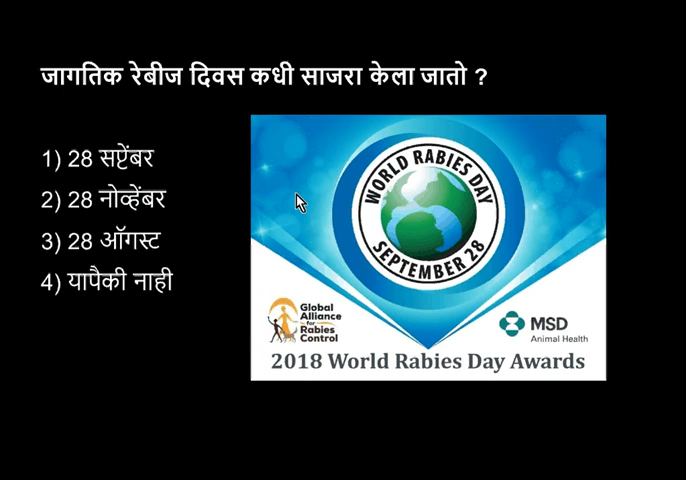 जागतिक रेबीज दिवस कधी साजरा केला जातो ?
1) 28 सप्टेंबर
2) 28 नोव्हेंबर
3) 28 ऑगस्ट
4) यापैकी नाही
WORLD RABIES DAY
SEPTEMBER 28
Global
Alliance
for
Rabies
Control
MSD
Animal Health
2018 World Rabies Day Awards